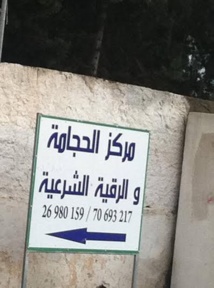 مركز الحجامة
و الرقية الشرعية
26 980 159 / 70 693 217